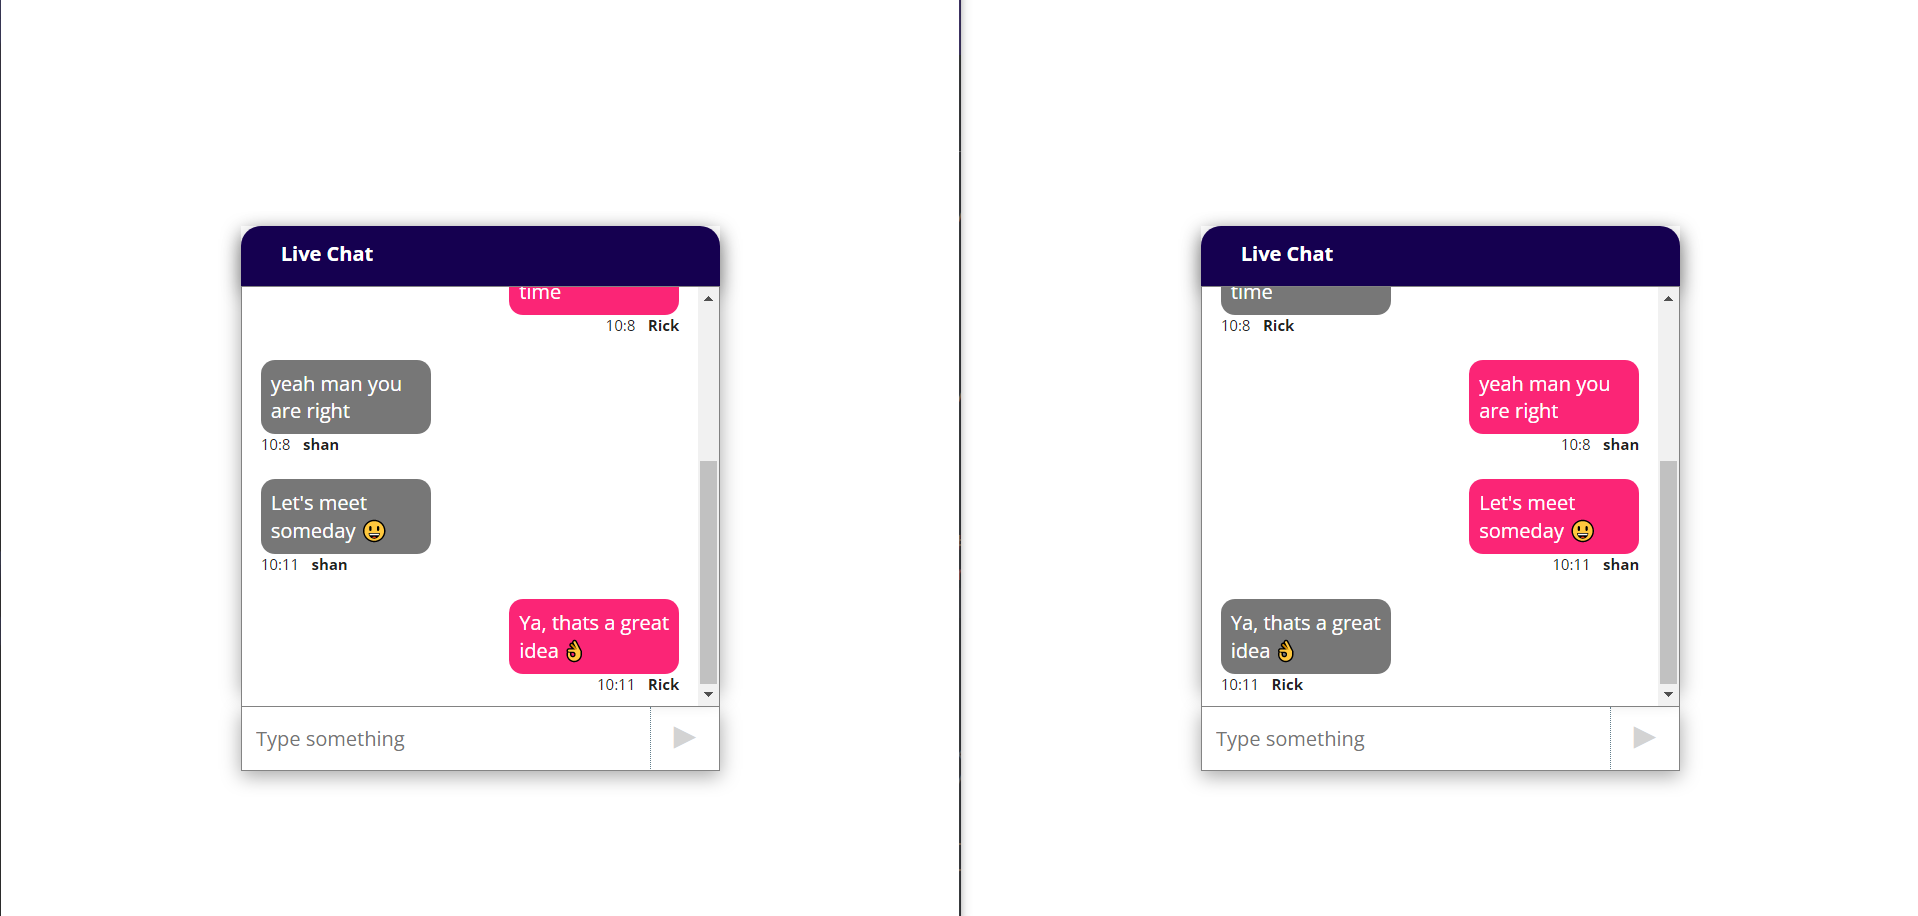 Live Chat
time
10:8 Rick
yeah man you
are right
10:8 shan
Let's meet
someday 😃
10:11 shan
Ya, thats a great
idea 👌
10:11 Rick
Type something
Live Chat
time
10:8 Rick
yeah man you
are right
10:8 shan
Let's meet
someday 😃
10:11 shan
Ya, thats a great
idea 👌
10:11 Rick
Type something